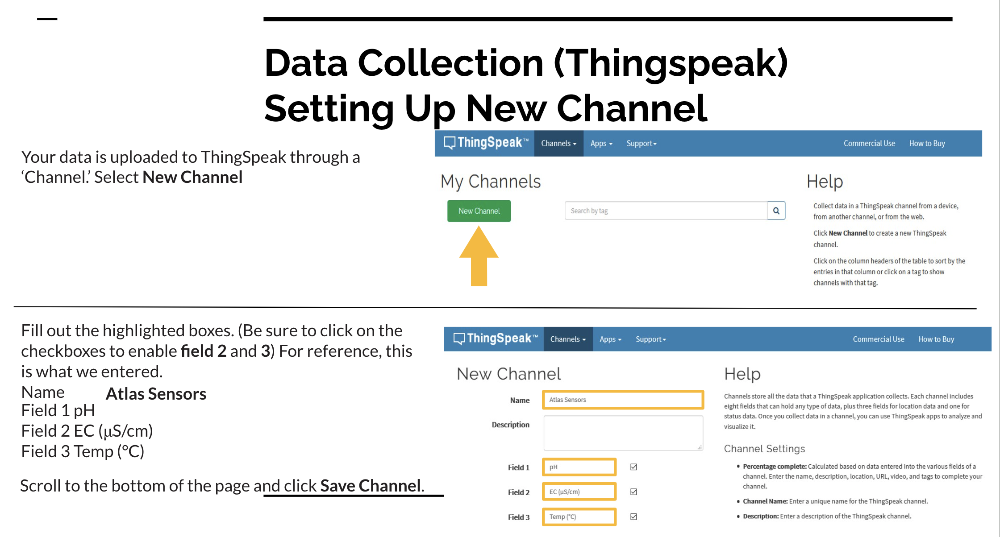 Data Collection (Thingspeak)
Setting Up New Channel
Your data is uploaded to ThingSpeak through a
‘Channel.’ Select New Channel
ThingSpeak™ Channels Apps Support Commercial Use How to Buy
My Channels
New Channel
Search by tag
Help
Collect data in a ThingSpeak channel from a device,
from another channel, or from the web.
Click New Channel to create a new ThingSpeak
channel.
Click on the column headers of the table to sort by the
entries in that column or click on a tag to show
channels with that tag.
Fill out the highlighted boxes. (Be sure to click on the
checkboxes to enable field 2 and 3) For reference, this
is what we entered.
Name Atlas Sensors
Field 1 pH
Field 2 EC (μS/cm)
Field 3 Temp (°C)
Scroll to the bottom of the page and click Save Channel.
ThingSpeak™ Channels Apps Support Commercial Use How to Buy
New Channel
Name Atlas Sensors
Description
Field 1 pH
Field 2 EC (μS/cm)
Field 3 Temp (°C)
Help
Channels store all the data that a ThingSpeak application collects. Each channel includes
eight fields that can hold any type of data, plus three fields for location data and one for
status data. Once you collect data in a channel, you can use ThingSpeak apps to analyze and
visualize it.
Channel Settings
• Percentage complete: Calculated based on data entered into the various fields of a
channel. Enter the name, description, location, URL, video, and tags to complete your
channel.
• Channel Name: Enter a unique name for the ThingSpeak channel.
• Description: Enter a description of the ThingSpeak channel.